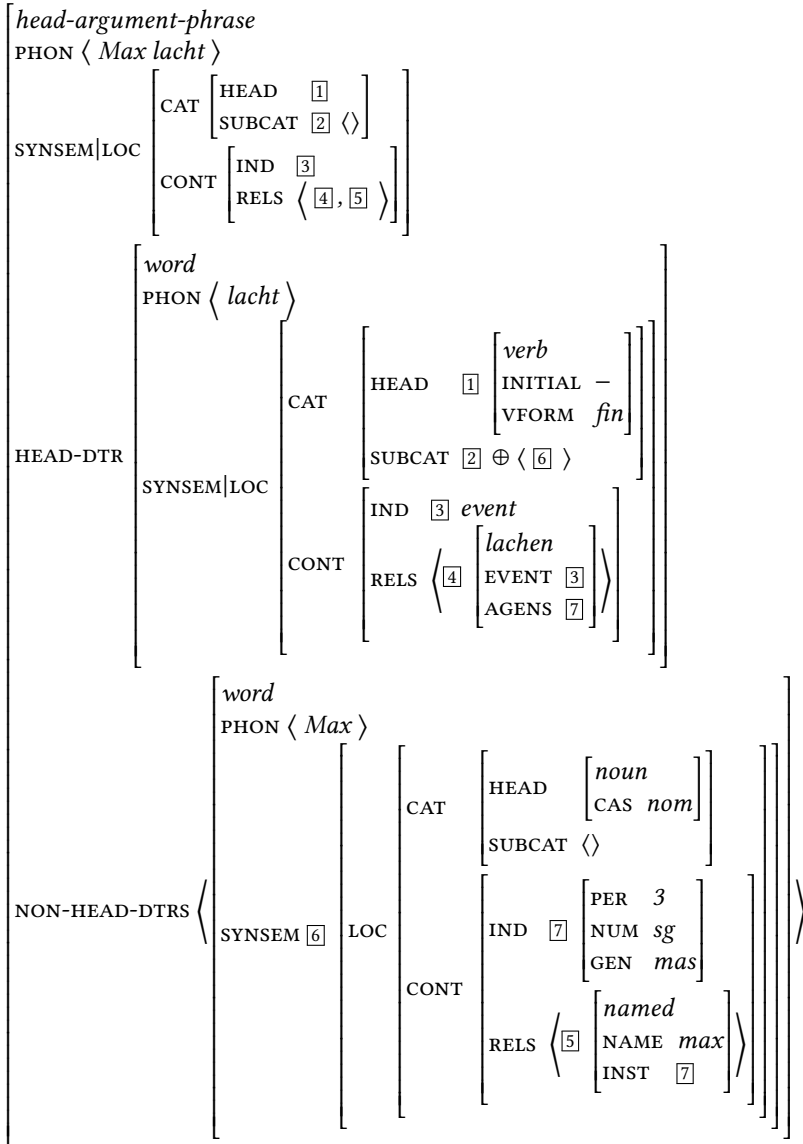 head-argument-phrase
PHON ⟨ Max lacht ⟩
SYNSEM|LOC
CAT
HEAD 1
SUBCAT 2 ⟨⟩
CONT
IND 3
RELS ⟨ 4 , 5 ⟩
HEAD-DTR
word
PHON ⟨ lacht ⟩
SYNSEM|LOC
CAT
HEAD 1
verb
INITIAL –
VFORM fin
SUBCAT 2 ⊕ ⟨ 6 ⟩
CONT
IND 3 event
RELS ⟨ 4
lachen
EVENT 3
AGENS 7 ⟩
NON-HEAD-DTRS ⟨
word
PHON ⟨ Max ⟩
SYNSEM 6
LOC
CAT
HEAD
noun
CAS nom
SUBCAT ⟨⟩
CONT
IND 7
PER 3
NUM sg
GEN mas
RELS ⟨ 5
named
NAME max
INST 7 ⟩ ⟩